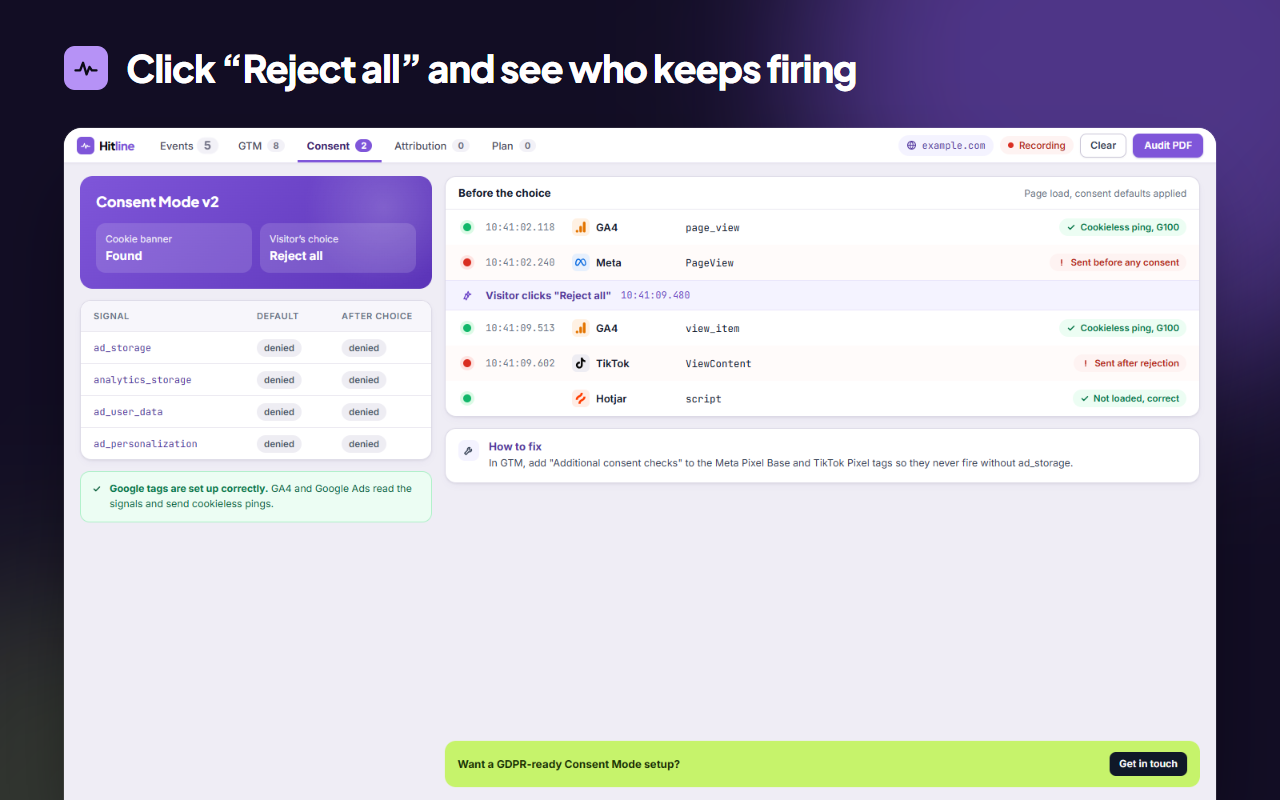 Click “Reject all” and see who keeps firing
Hitline
Events 5
GTM 8
Consent 2
Attribution 0
Plan 0
example.com
Recording
Clear
Audit PDF
Consent Mode v2
Cookie banner
Found
Visitor's choice
Reject all
SIGNAL DEFAULT AFTER CHOICE
ad_storage denied denied
analytics_storage denied denied
ad_user_data denied denied
ad_personalization denied denied
Google tags are set up correctly. GA4 and Google Ads read the
signals and send cookieless pings.
Before the choice Page load, consent defaults applied
10:41:02.118 GA4 page_view Cookieless ping, G100
10:41:02.240 Meta PageView ! Sent before any consent
Visitor clicks "Reject all" 10:41:09.480
10:41:09.513 GA4 view_item Cookieless ping, G100
10:41:09.602 TikTok ViewContent ! Sent after rejection
Hotjar script Not loaded, correct
How to fix
In GTM, add "Additional consent checks" to the Meta Pixel Base and TikTok Pixel tags so they never fire without ad_storage.
Want a GDPR-ready Consent Mode setup? Get in touch